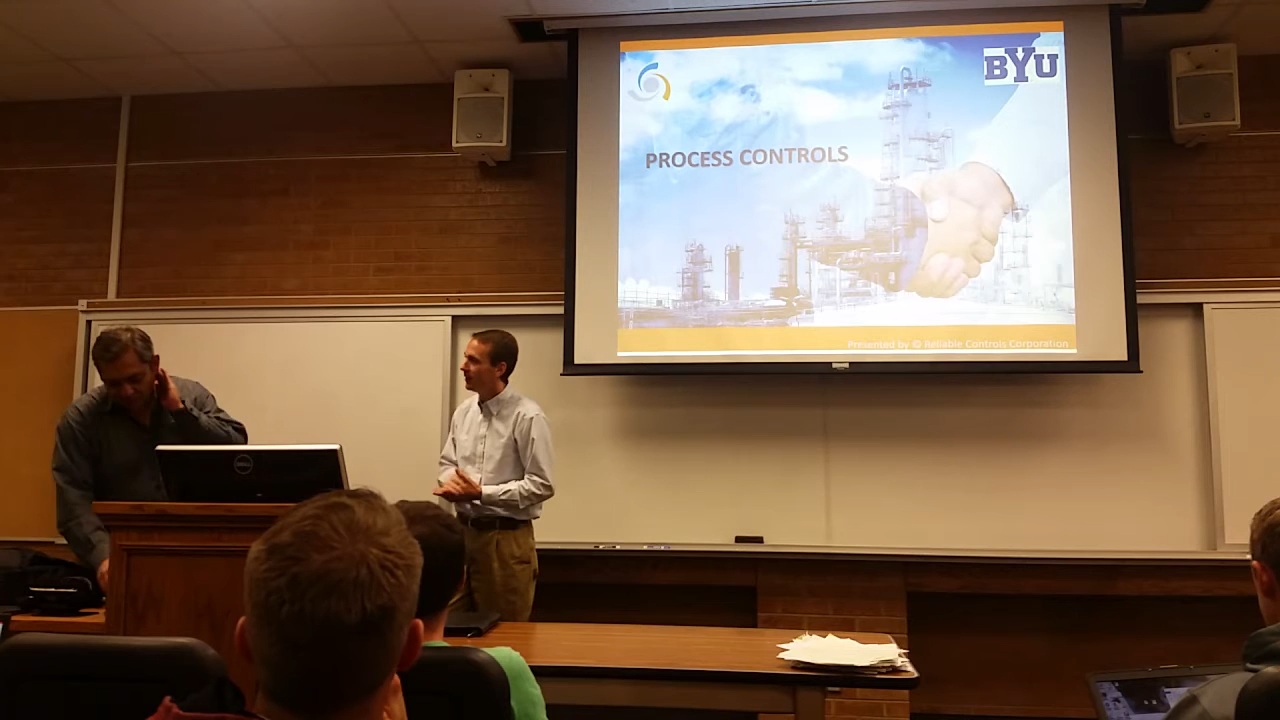 BYU
PROCESS CONTROLS
Presented by © Reliable Controls Corporation
DELL